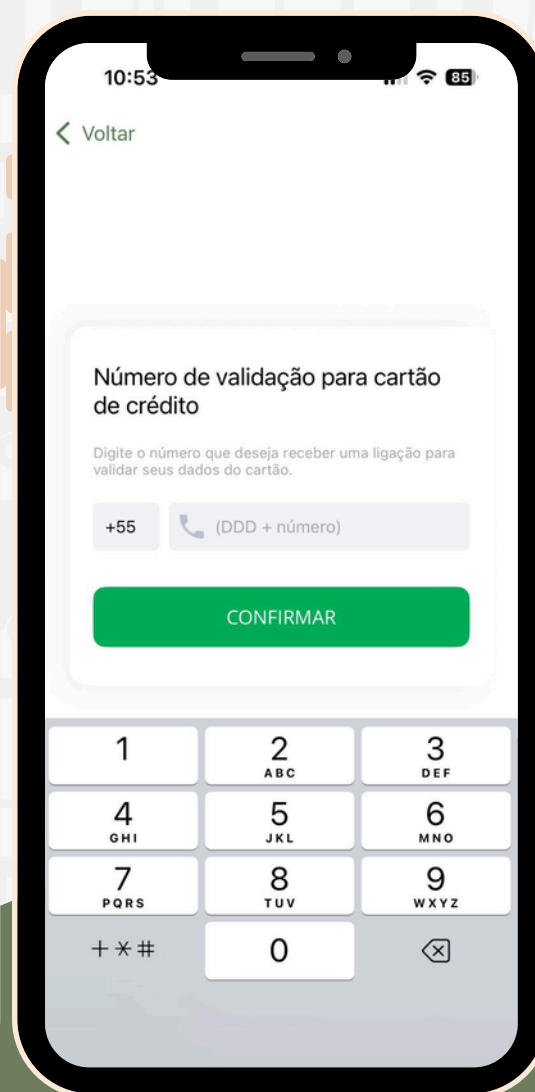 10:53
85
Voltar
Número de validação para cartão
de crédito
Digite o número que deseja receber uma ligação para
validar seus dados do cartão.
+55
(DDD + número)
CONFIRMAR
1
2
ABC
3
DEF
4
GHI
5
JKL
6
MNO
7
PQRS
8
TUV
9
WXYZ
+*#
0